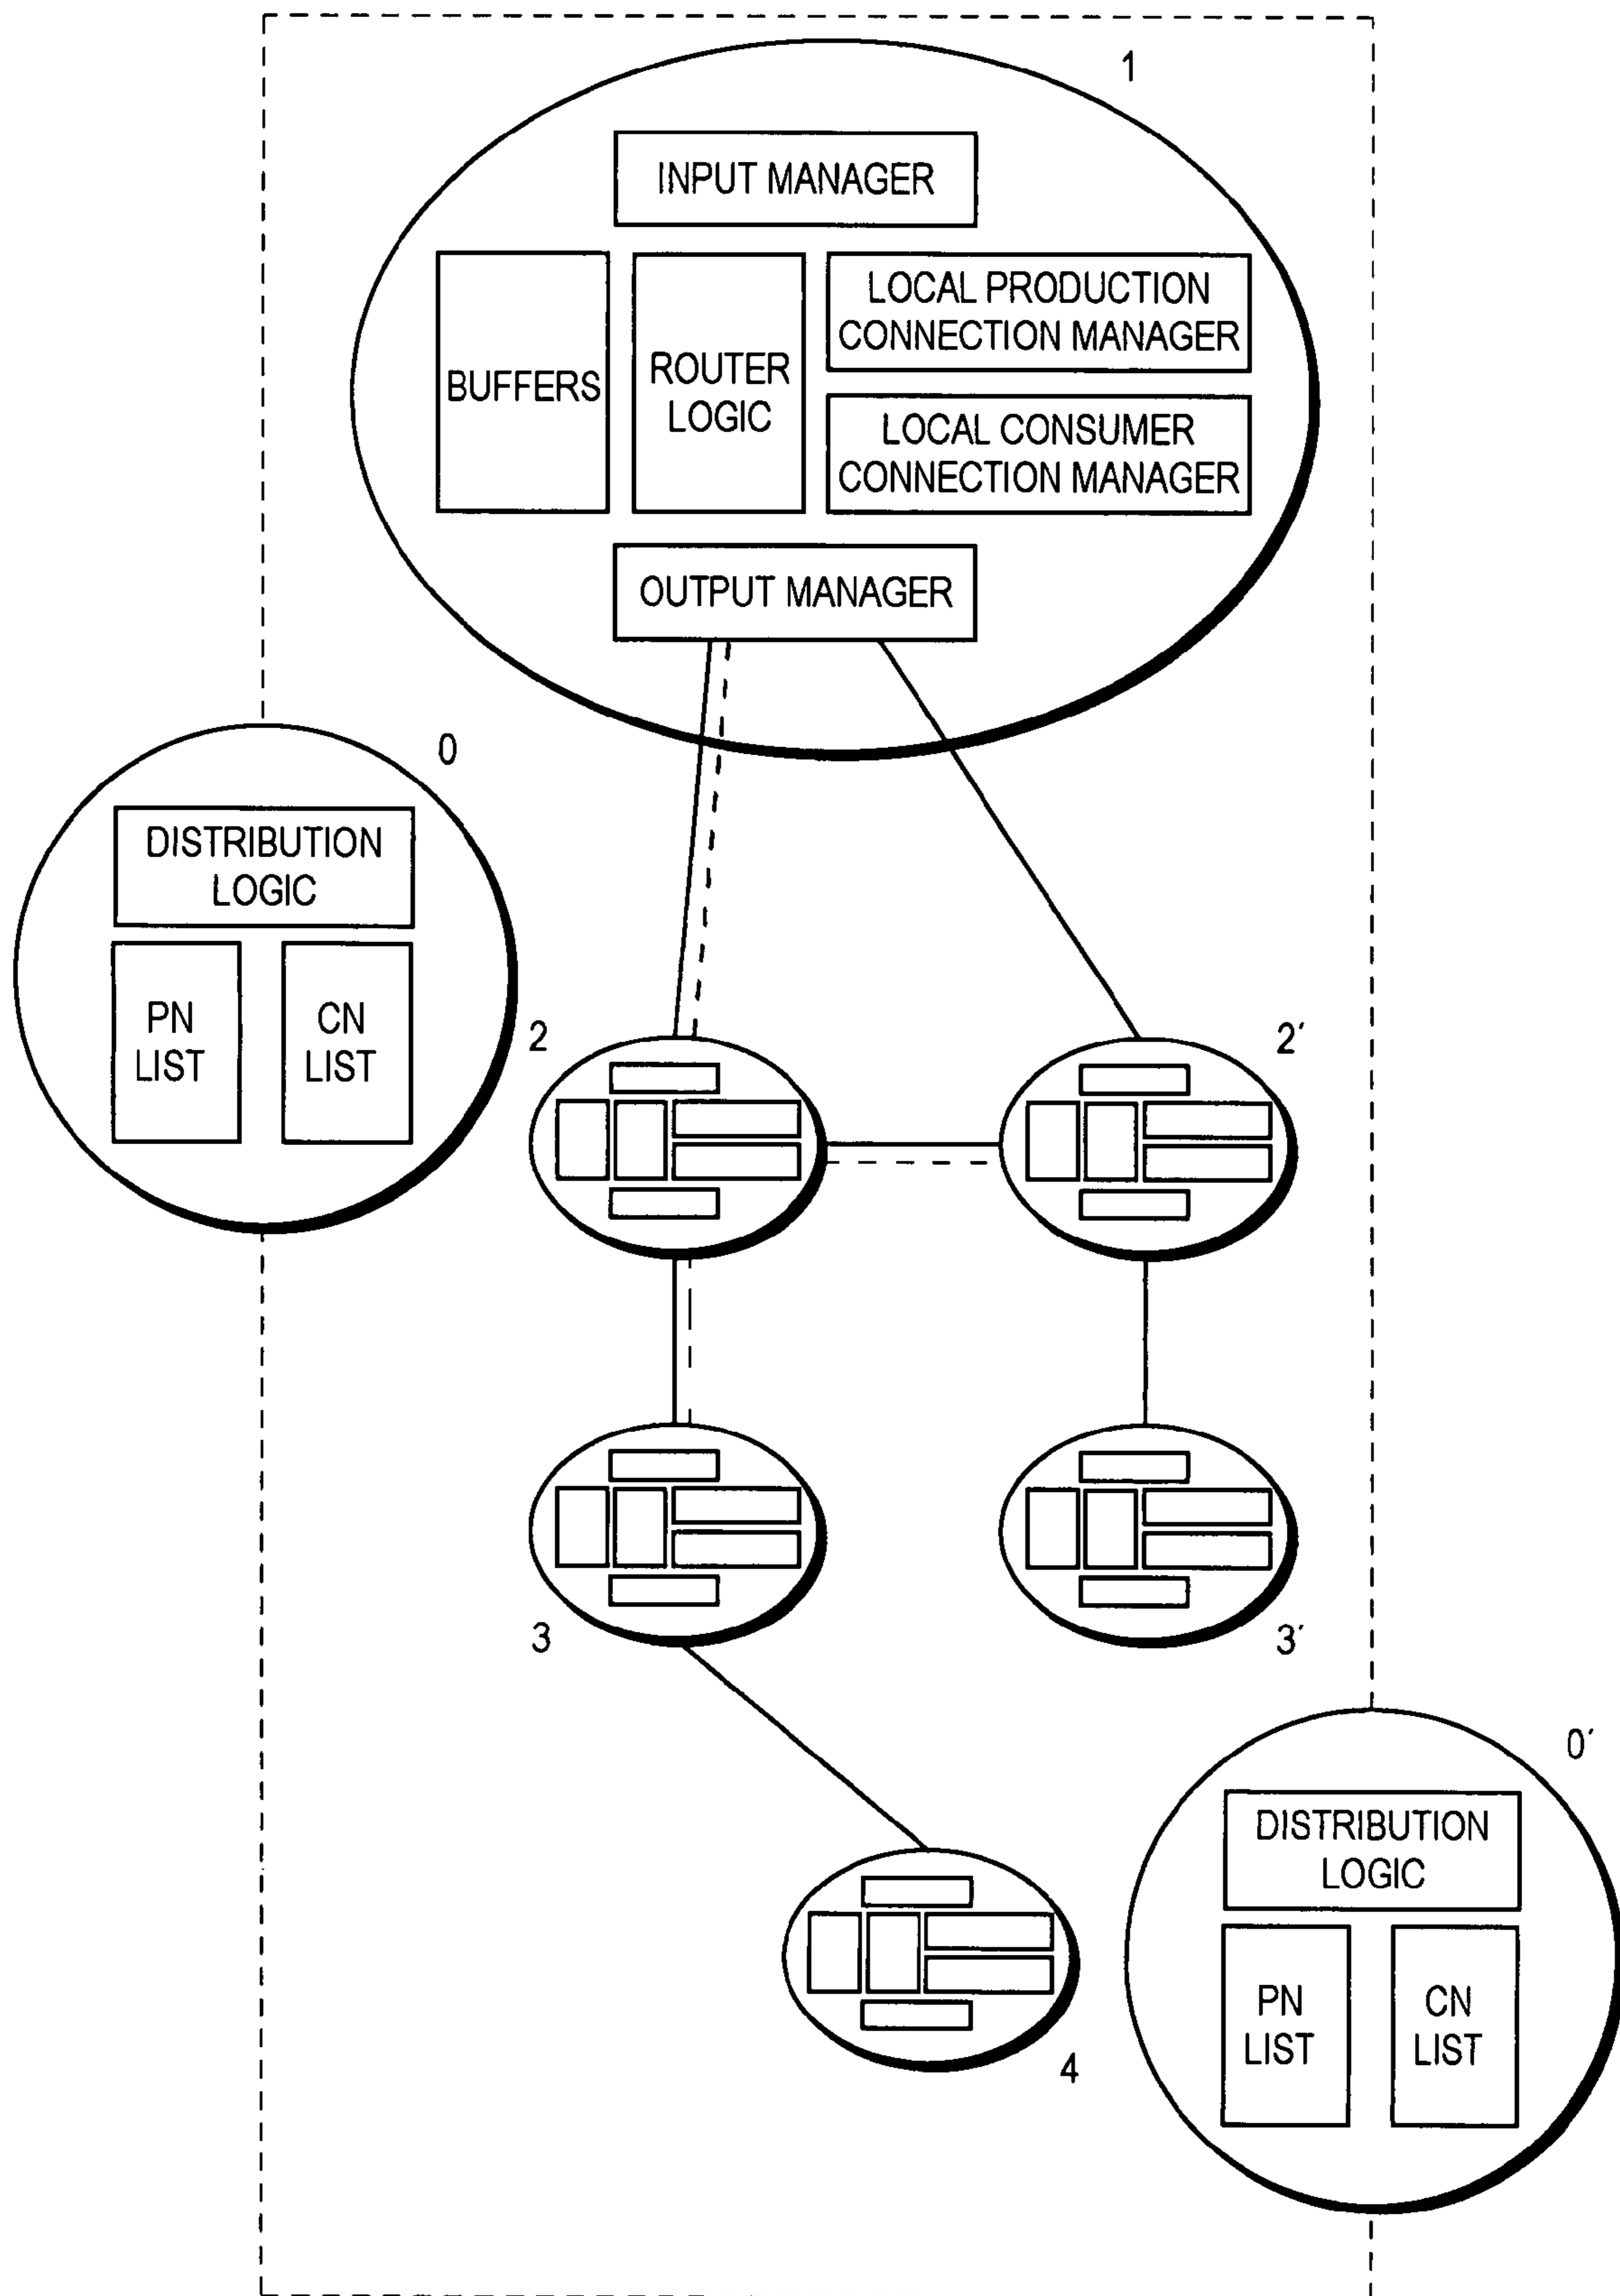 1
INPUT MANAGER
BUFFERS
ROUTER
LOGIC
LOCAL PRODUCTION
CONNECTION MANAGER
LOCAL CONSUMER
CONNECTION MANAGER
OUTPUT MANAGER
0
DISTRIBUTION
LOGIC
PN
LIST
CN
LIST
2
2'
3
3'
4
0'
DISTRIBUTION
LOGIC
PN
LIST
CN
LIST